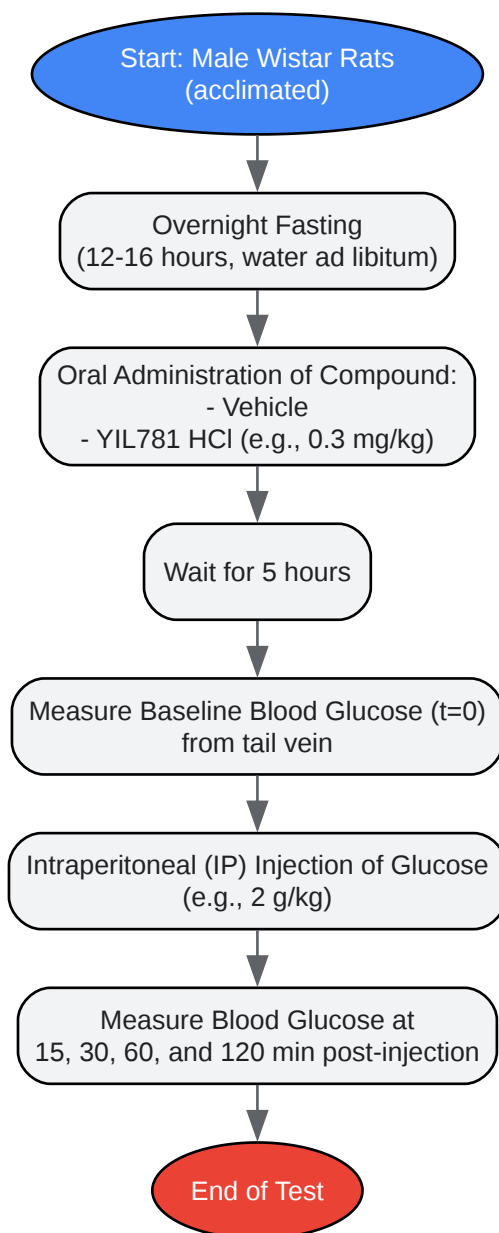 Start: Male Wistar Rats
(acclimated)
Overnight Fasting
(12-16 hours, water ad libitum)
Oral Administration of Compound:
- Vehicle
- YIL781 HCl (e.g., 0.3 mg/kg)
Wait for 5 hours
Measure Baseline Blood Glucose (t=0)
from tail vein
Intraperitoneal (IP) Injection of Glucose
(e.g., 2 g/kg)
Measure Blood Glucose at
15, 30, 60, and 120 min post-injection
End of Test